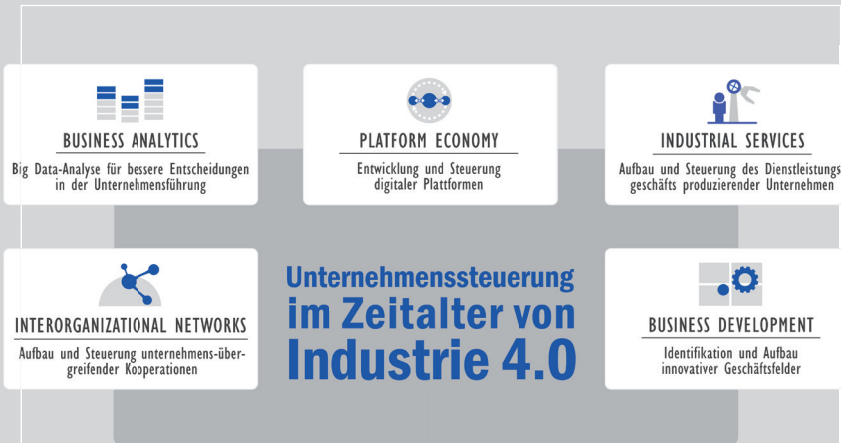 BUSINESS ANALYTICS
Big Data-Analyse für bessere Entscheidungen
in der Unternehmensführung
PLATFORM ECONOMY
Entwicklung und Steuerung
digitaler Plattformen
INDUSTRIAL SERVICES
Aufbau und Steuerung des Dienstleistungs
geschäfts produzierender Unternehmen
INTERORGANIZATIONAL NETWORKS
Aufbau und Steuerung unternehmens-über-
greifender Kooperationen
Unternehmenssteuerung
im Zeitalter von
Industrie 4.0
BUSINESS DEVELOPMENT
Identifikation und Aufbau
innovativer Geschäftsfelder